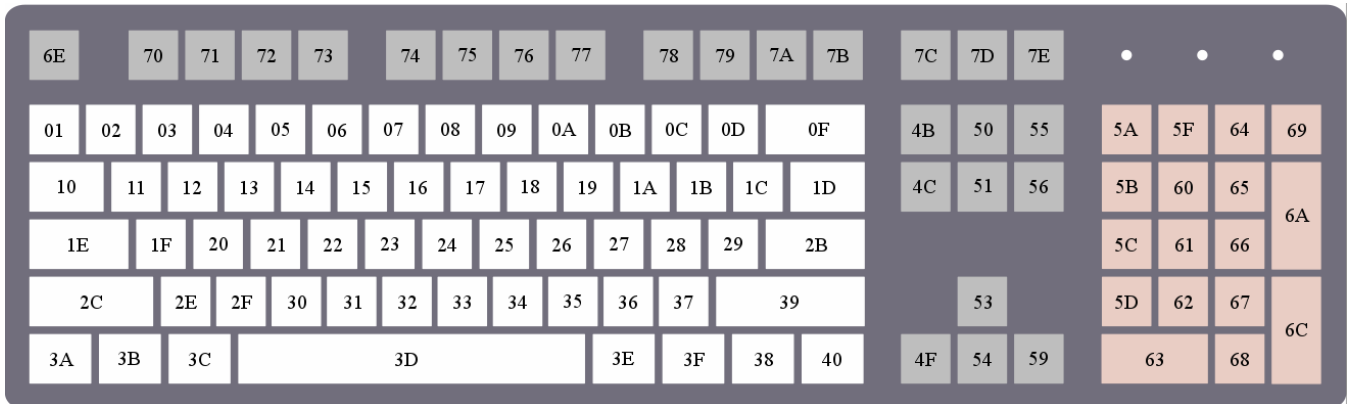 6E 70 71 72 73 74 75 76 77 78 79 7A 7B 7C 7D 7E
01 02 03 04 05 06 07 08 09 0A 0B 0C 0D 0F 4B 50 55 5A 5F 64 69
10 11 12 13 14 15 16 17 18 19 1A 1B 1C 1D 4C 51 56 5B 60 65 6A
1E 1F 20 21 22 23 24 25 26 27 28 29 2B 5C 61 66
2C 2E 2F 30 31 32 33 34 35 36 37 39 53 5D 62 67 6C
3A 3B 3C 3D 3E 3F 38 40 4F 54 59 63 68